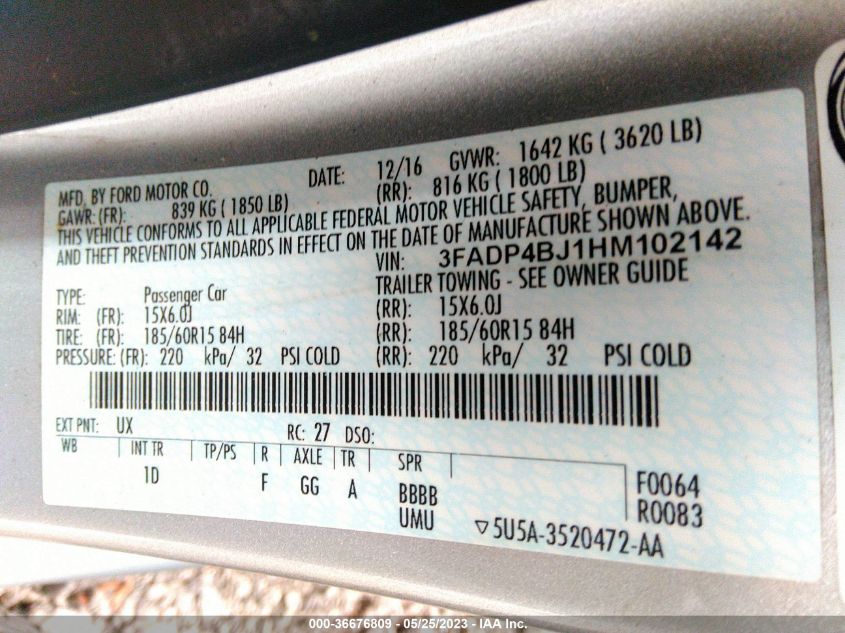 MFD. BY FORD MOTOR CO. DATE: 12/16 GVWR: 1642 KG ( 3620 LB)
GAWR: (FR): 839 KG ( 1850 LB) (RR): 816 KG ( 1800 LB)
THIS VEHICLE CONFORMS TO ALL APPLICABLE FEDERAL MOTOR VEHICLE SAFETY, BUMPER,
AND THEFT PREVENTION STANDARDS IN EFFECT ON THE DATE OF MANUFACTURE SHOWN ABOVE.
VIN: 3FADP4BJ1HM102142
TRAILER TOWING - SEE OWNER GUIDE
TYPE: Passenger Car
RIM: (FR): 15X6.0J (RR): 15X6.0J
TIRE: (FR): 185/60R15 84H (RR): 185/60R15 84H
PRESSURE: (FR): 220 kPa/ 32 PSI COLD (RR): 220 kPa/ 32 PSI COLD
EXT PNT: UX RC: 27 DSO:
WB INT TR TP/PS R AXLE TR SPR
1D F GG A BBBB F0064
UMU R0083
▽5U5A-3520472-AA
000-36676809 — 05/25/2023 — IAA Inc.